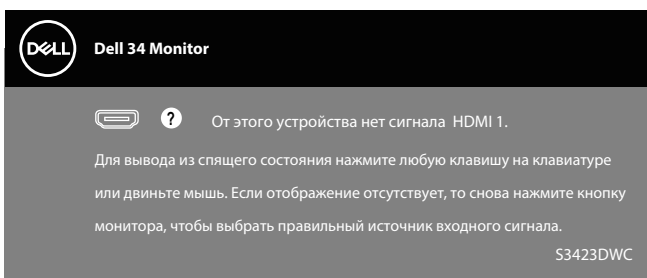 DELL
Dell 34 Monitor
? От этого устройства нет сигнала HDMI 1.
Для вывода из спящего состояния нажмите любую клавишу на клавиатуре
или двиньте мышь. Если отображение отсутствует, то снова нажмите кнопку
монитора, чтобы выбрать правильный источник входного сигнала.
S3423DWC